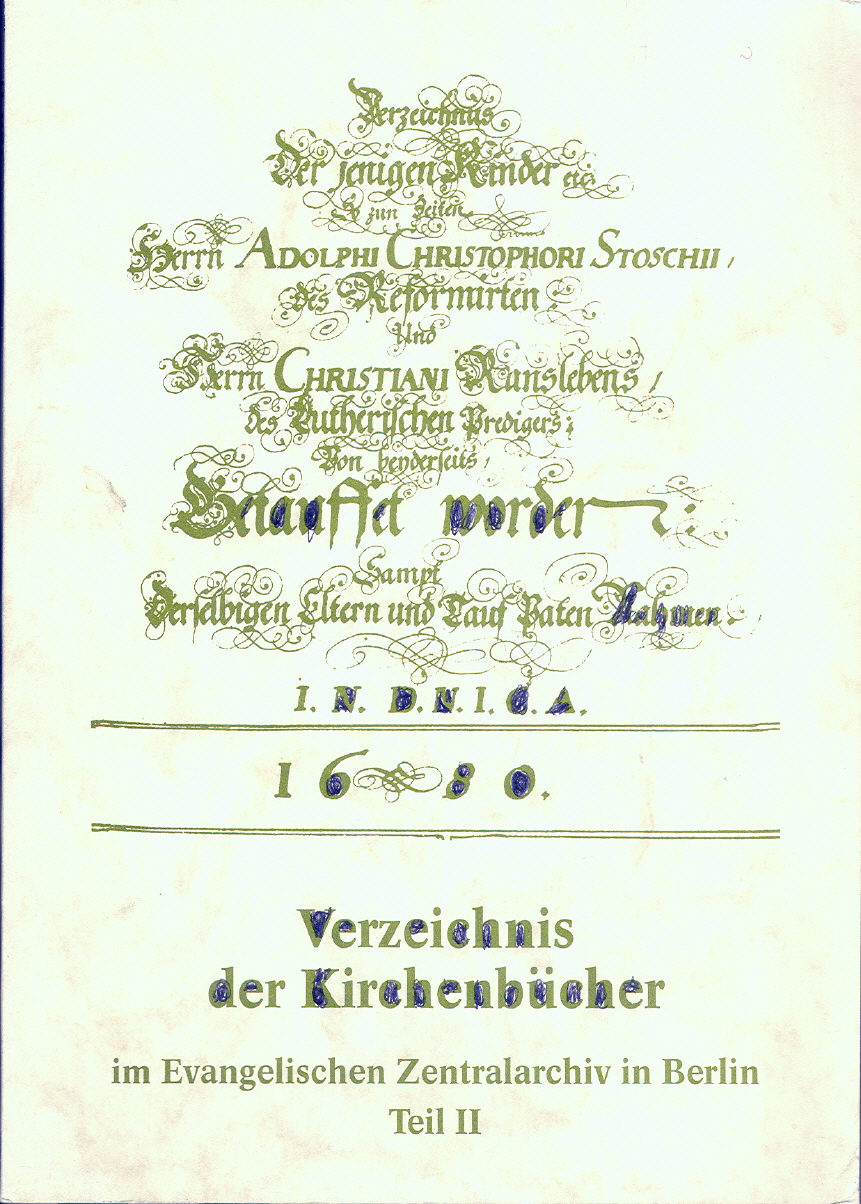 Verzeichnüs
Der jenigen Kinder etc.
So zun Zeiten
Herrn ADOLPHI CHRISTOPHORI STOSCHII,
des Reformirten
Und
Herrn CHRISTIANI Ranslebens,
des Lutherischen Predigers;
Von beyderseits,
Getauffet worden:
Sampt
Derselbigen Eltern und Tauf Paten Nahmen.
I. N. D. N. I. C. A.
1680.
Verzeichnis
der Kirchenbücher
im Evangelischen Zentralarchiv in Berlin
Teil II